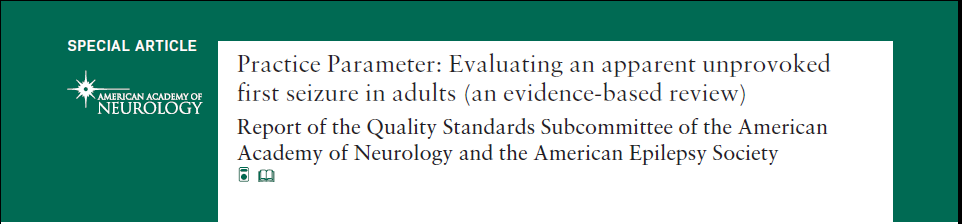 SPECIAL ARTICLE
AMERICAN ACADEMY OF
NEUROLOGY
Practice Parameter: Evaluating an apparent unprovoked
first seizure in adults (an evidence-based review)
Report of the Quality Standards Subcommittee of the American
Academy of Neurology and the American Epilepsy Society